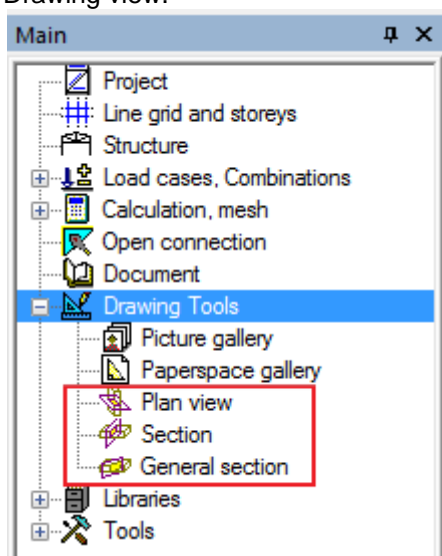 Drawing view.
Main
Project
Line grid and storeys
Structure
Load cases, Combinations
Calculation, mesh
Open connection
Document
Drawing Tools
Picture gallery
Paperspace gallery
Plan view
Section
General section
Libraries
Tools